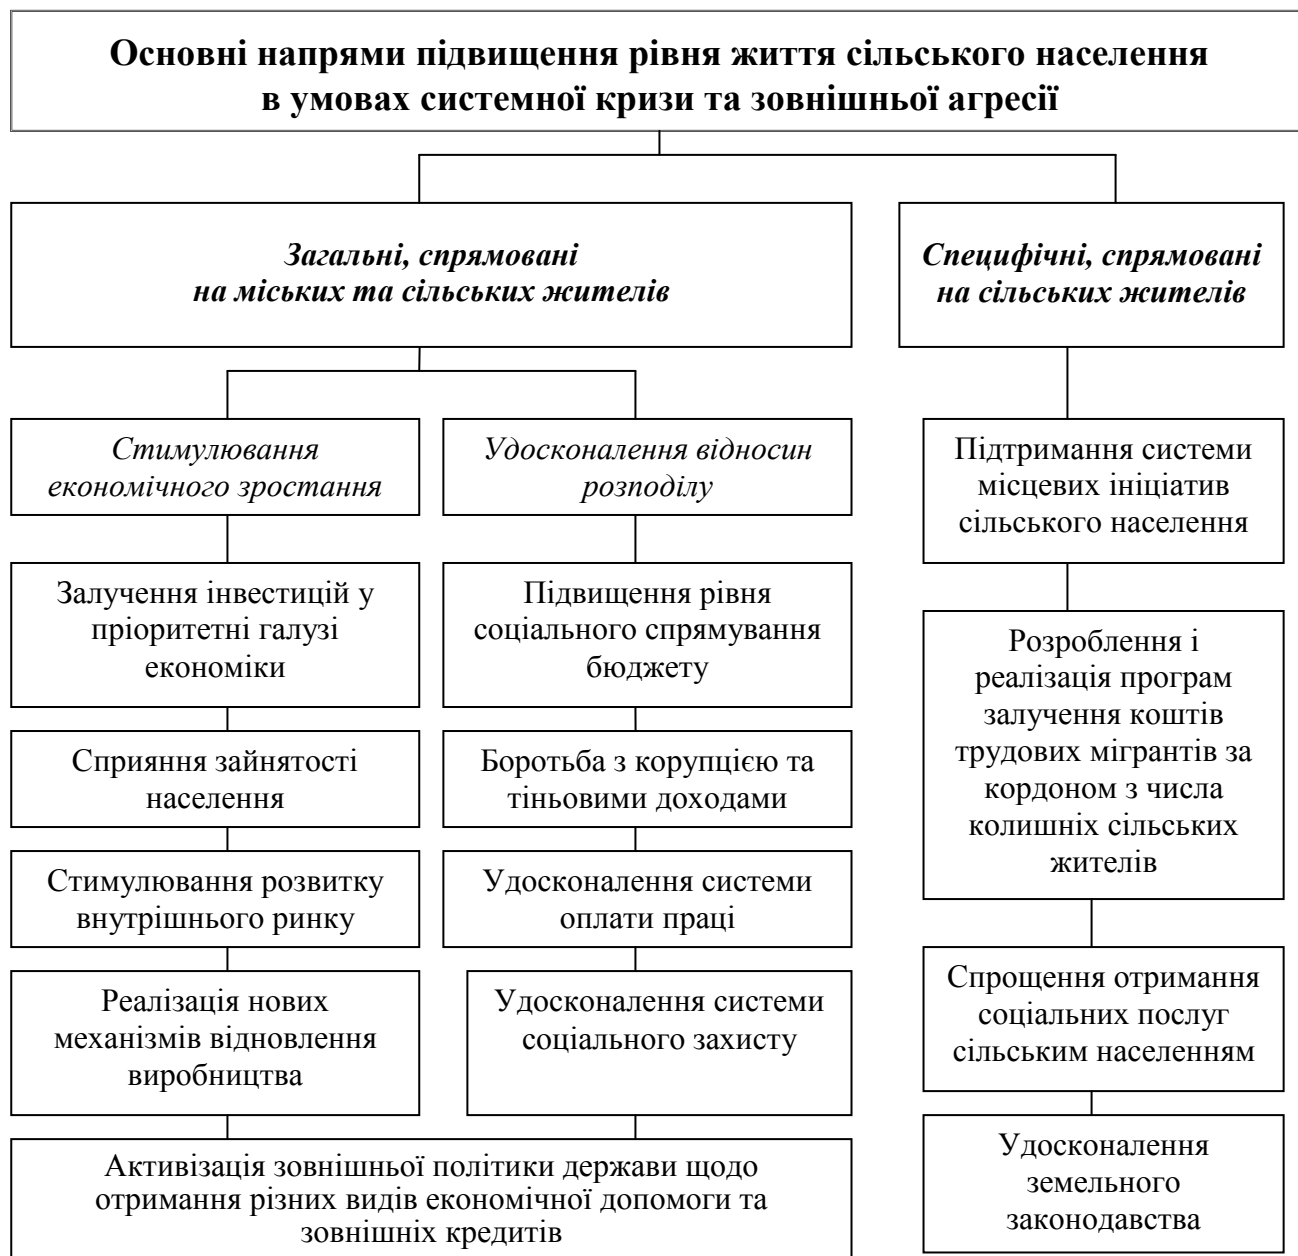 Основні напрями підвищення рівня життя сільського населення
в умовах системної кризи та зовнішньої агресії
Загальні, спрямовані
на міських та сільських жителів
Специфічні, спрямовані
на сільських жителів
Стимулювання
економічного зростання
Удосконалення відносин
розподілу
Підтримання системи
місцевих ініціатив
сільського населення
Залучення інвестицій у
пріоритетні галузі
економіки
Підвищення рівня
соціального спрямування
бюджету
Розроблення і
реалізація програм
залучення коштів
трудових мігрантів за
кордоном з числа
колишніх сільських
жителів
Сприяння зайнятості
населення
Боротьба з корупцією та
тіньовими доходами
Стимулювання розвитку
внутрішнього ринку
Удосконалення системи
оплати праці
Спрощення отримання
соціальних послуг
сільським населенням
Реалізація нових
механізмів відновлення
виробництва
Удосконалення системи
соціального захисту
Активізація зовнішньої політики держави щодо
отримання різних видів економічної допомоги та
зовнішніх кредитів
Удосконалення
земельного
законодавства